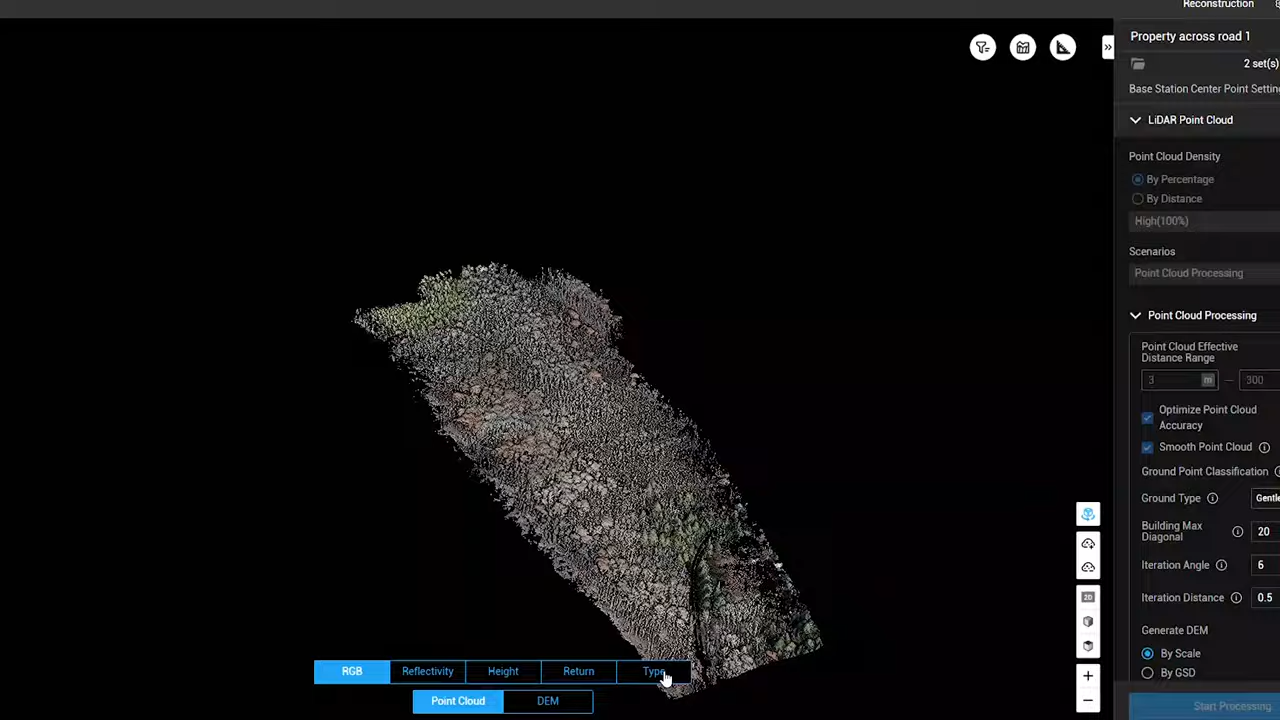 Reconstruction
Property across road 1
2 set(s)
Base Station Center Point
LiDAR Point Cloud
Point Cloud Density
By Percentage
By Distance
High(100%)
Scenarios
Point Cloud Processing
Point Cloud Processing
Point Cloud Effective
Distance Range
3 m – 300
Optimize Point Cloud
Accuracy
Smooth Point Cloud
Ground Point Classification
Ground Type
Building Max
Diagonal
20
Iteration Angle 6
Iteration Distance 0.5
Generate DEM
By Scale
By GSD
Start Processing
2D
RGB Reflectivity Height Return Type
Point Cloud DEM